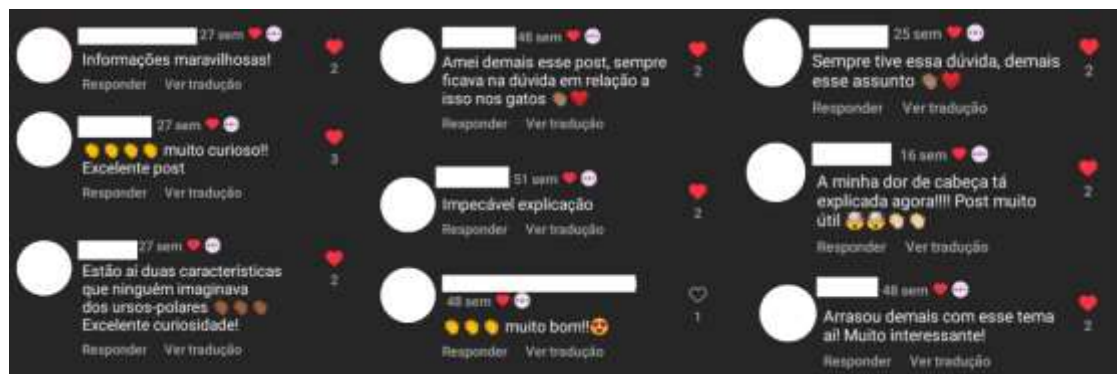 27 sem
Informações maravilhosas!
2
Responder Ver tradução
27 sem
👏👏👏👏 muito curioso!!
Excelente post
3
Responder Ver tradução
27 sem
Estão ai duas características
que ninguém imaginava
dos ursos-polares 👏🏾👏🏾👏🏾
Excelente curiosidade!
2
Responder Ver tradução
48 sem
Amei demais esse post, sempre
ficava na dúvida em relação a
isso nos gatos 👏🏽❤️
2
Responder Ver tradução
51 sem
Impecável explicação
2
Responder Ver tradução
48 sem
👏👏👏 muito bom!!😍
1
Responder Ver tradução
25 sem
Sempre tive essa dúvida, demais
esse assunto 👏🏽❤️
2
Responder Ver tradução
16 sem
A minha dor de cabeça tá
explicada agora!!!! Post muito
útil 🤯🤯👏🏻👏🏻
2
Responder Ver tradução
48 sem
Arrasou demais com esse tema
ai! Muito interessante!
2
Responder Ver tradução